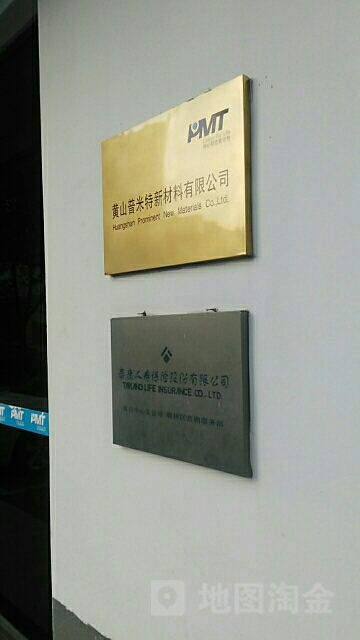 PMT
黄山普米特新材料有限公司
Huangshan Prominent New Materials Co.,Ltd.
泰康人寿保险股份有限公司
TAIKANG LIFE INSURANCE CO., LTD.
PMT
PMT
地图淘金